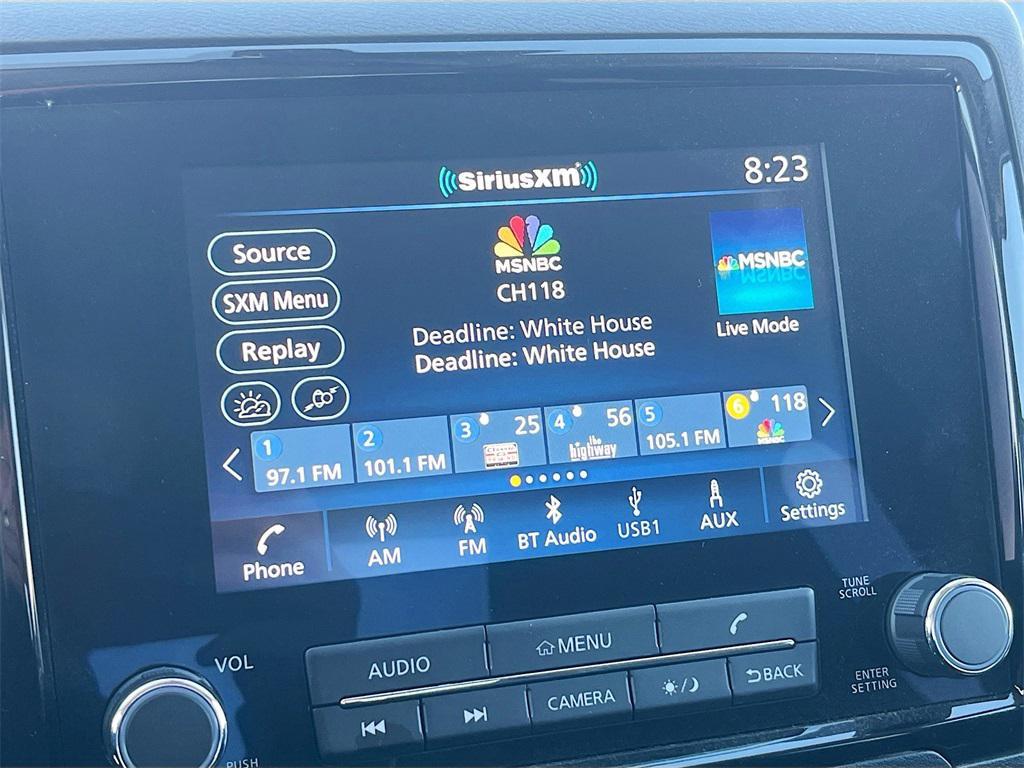 SiriusXM
8:23
Source
SXM Menu
Replay
MSNBC
CH118
Deadline: White House
Deadline: White House
MSNBC
Live Mode
1
97.1 FM
2
101.1 FM
3
25
4
56
the highway
5
105.1 FM
6
118
Phone
AM
FM
BT Audio
USB1
AUX
Settings
TUNE
SCROLL
VOL
AUDIO
MENU
ENTER
SETTING
CAMERA
BACK
PUSH